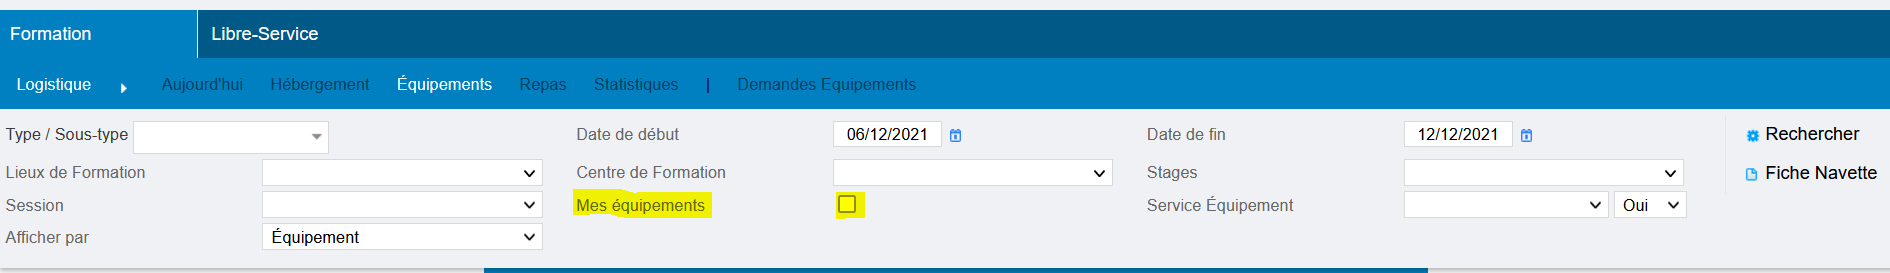 Formation Libre-Service
Logistique Aujourd'hui Hébergement Équipements Repas Statistiques | Demandes Equipements
Type / Sous-type Date de début 06/12/2021 Date de fin 12/12/2021 Rechercher
Lieux de Formation Centre de Formation Stages Fiche Navette
Session Mes équipements Service Équipement Oui
Afficher par Équipement